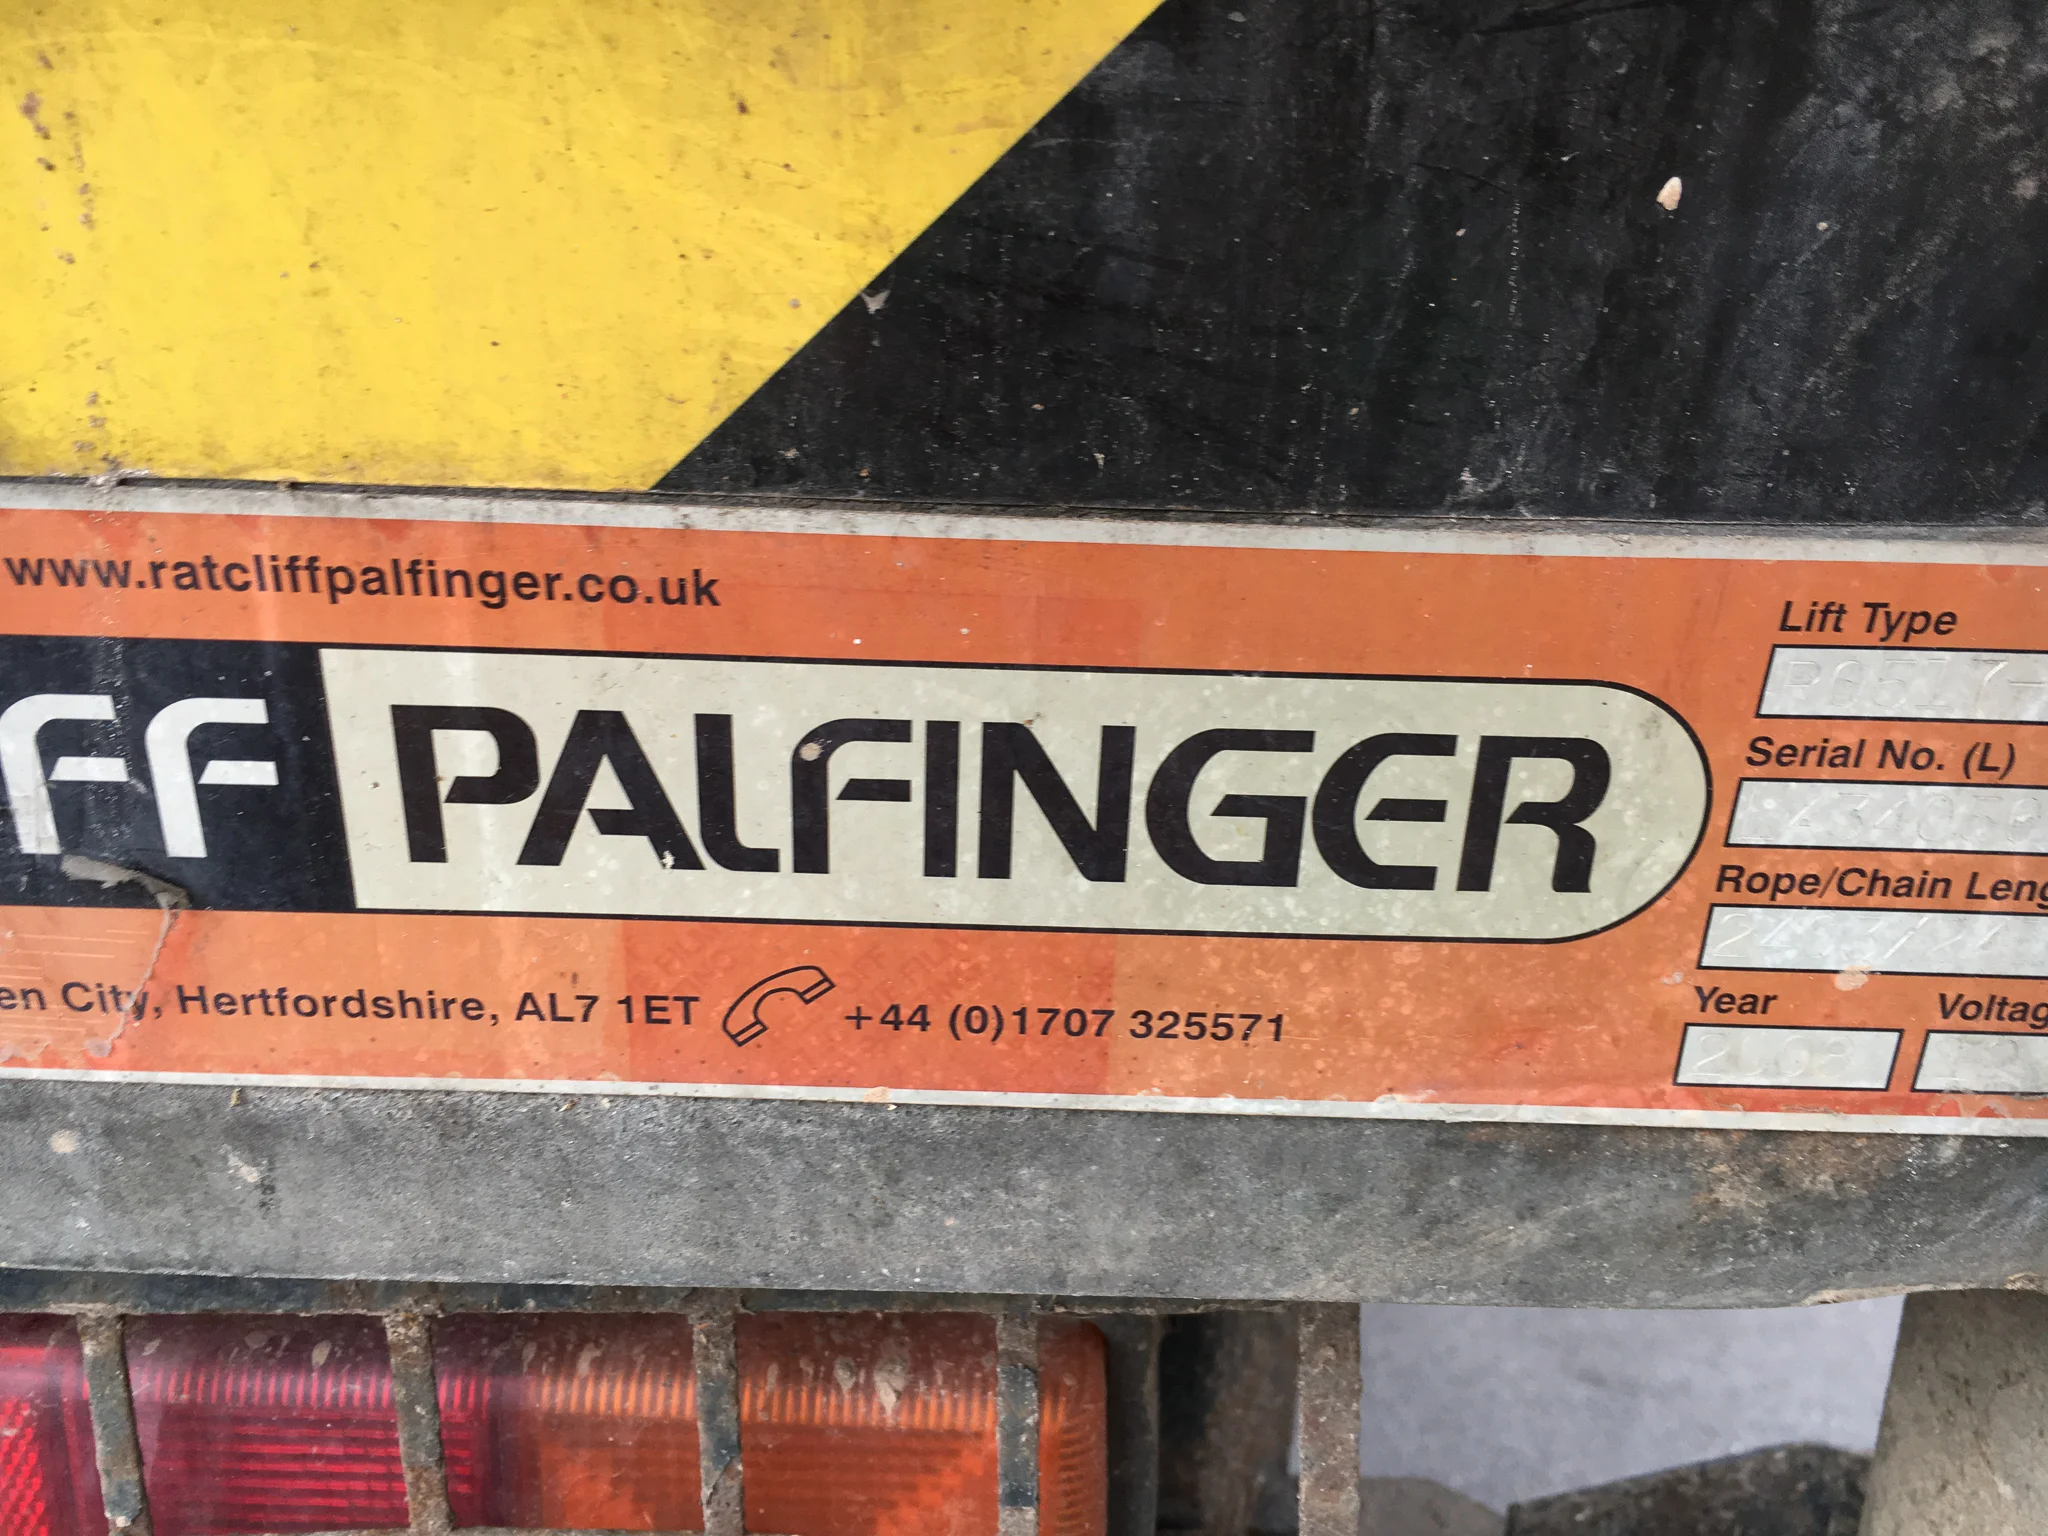 www.ratcliffpalfinger.co.uk
FF PALFINGER
en City, Hertfordshire, AL7 1ET +44 (0)1707 325571
Lift Type
Serial No. (L)
Rope/Chain Leng
Year Voltag
2008